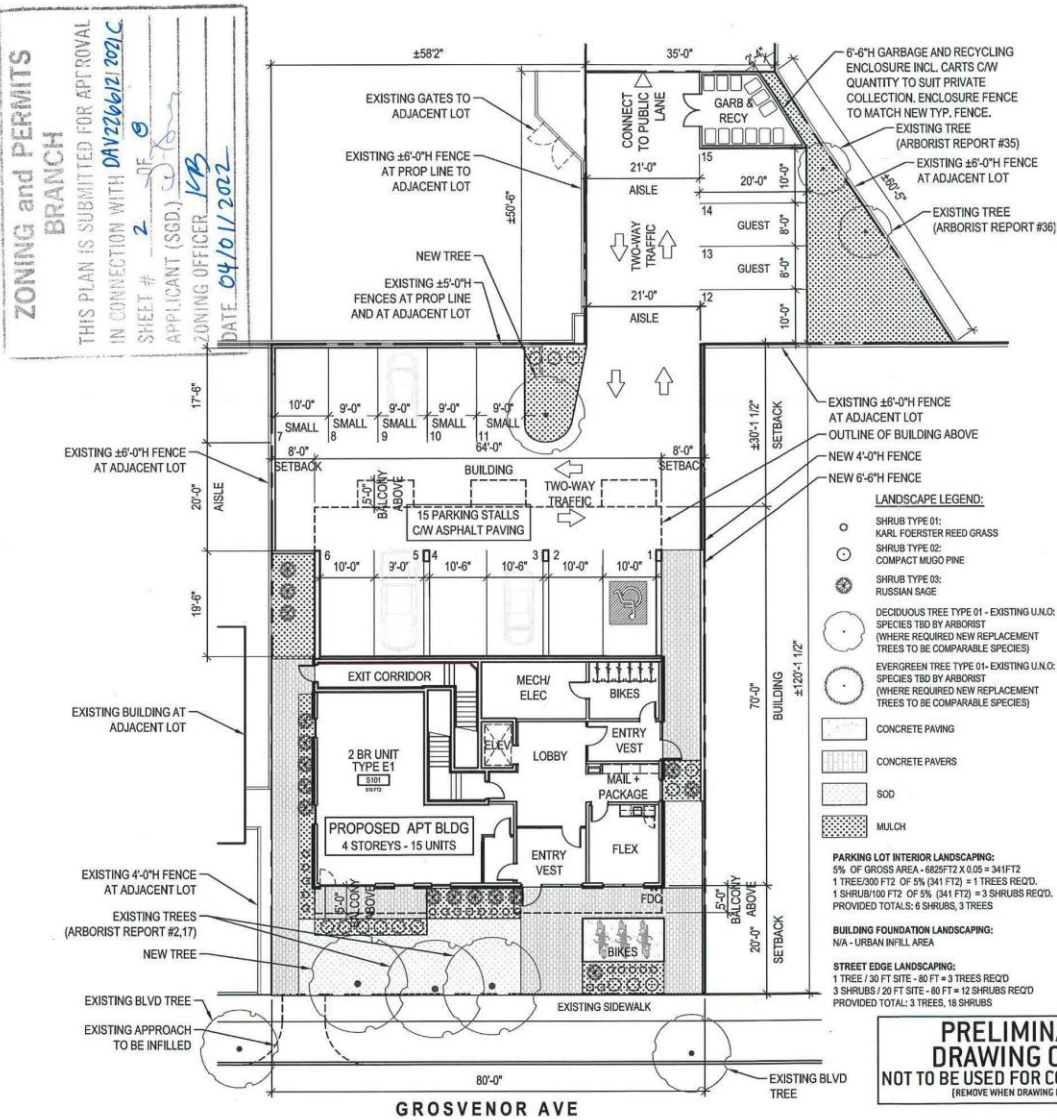 ZONING and PERMITS
BRANCH
THIS PLAN IS SUBMITTED FOR APPROVAL
IN CONNECTION WITH DAV226612/2021C
SHEET # 2 OF 8
APPLICANT (SGD.)
ZONING OFFICER KB
DATE 04/01/2022
±58'2"
35'-0"
2'-4"
EXISTING GATES TO
ADJACENT LOT
EXISTING ±6'-0"H FENCE
AT PROP LINE TO
ADJACENT LOT
±50'-6"
NEW TREE
EXISTING ±5'-0"H
FENCES AT PROP LINE
AND AT ADJACENT LOT
CONNECT
TO PUBLIC
LANE
GARB &
RECY
6'-6"H GARBAGE AND RECYCLING
ENCLOSURE INCL. CARTS C/W
QUANTITY TO SUIT PRIVATE
COLLECTION. ENCLOSURE FENCE
TO MATCH NEW TYP. FENCE.
EXISTING TREE
(ARBORIST REPORT #35)
EXISTING ±6'-0"H FENCE
AT ADJACENT LOT
±60'-5"
EXISTING TREE
(ARBORIST REPORT #36)
21'-0"
AISLE
15
20'-0"
10'-0"
14
GUEST
8'-0"
TWO-WAY
TRAFFIC
13
GUEST
8'-0"
21'-0"
AISLE
12
10'-0"
17'-6"
10'-0"
9'-0"
9'-0"
9'-0"
9'-0"
SMALL
SMALL
SMALL
SMALL
SMALL
7
8
9
10
11
64'-0"
EXISTING ±6'-0"H FENCE
AT ADJACENT LOT
8'-0"
SETBACK
BUILDING
8'-0"
SETBACK
±30'-1 1/2"
SETBACK
EXISTING ±6'-0"H FENCE
AT ADJACENT LOT
OUTLINE OF BUILDING ABOVE
NEW 4'-0"H FENCE
NEW 6'-6"H FENCE
20'-0"
AISLE
5'-0"
BALCONY
ABOVE
TWO-WAY
TRAFFIC
15 PARKING STALLS
C/W ASPHALT PAVING
19'-6"
6
5
4
3
2
1
10'-0"
9'-0"
10'-6"
10'-6"
10'-0"
10'-0"
LANDSCAPE LEGEND:
SHRUB TYPE 01:
KARL FOERSTER REED GRASS
SHRUB TYPE 02:
COMPACT MUGO PINE
SHRUB TYPE 03:
RUSSIAN SAGE
DECIDUOUS TREE TYPE 01 - EXISTING U.N.O:
SPECIES TBD BY ARBORIST
(WHERE REQUIRED NEW REPLACEMENT
TREES TO BE COMPARABLE SPECIES)
EVERGREEN TREE TYPE 01- EXISTING U.N.O:
SPECIES TBD BY ARBORIST
(WHERE REQUIRED NEW REPLACEMENT
TREES TO BE COMPARABLE SPECIES)
CONCRETE PAVING
CONCRETE PAVERS
SOD
MULCH
EXIT CORRIDOR
MECH/
ELEC
BIKES
ELEV
LOBBY
ENTRY
VEST
MAIL +
PACKAGE
FLEX
ENTRY
VEST
2 BR UNIT
TYPE E1
S101
PROPOSED APT BLDG
4 STOREYS - 15 UNITS
70'-0"
BUILDING
±120'-1 1/2"
EXISTING BUILDING AT
ADJACENT LOT
EXISTING 4'-0"H FENCE
AT ADJACENT LOT
EXISTING TREES
(ARBORIST REPORT #2,17)
NEW TREE
EXISTING BLVD TREE
EXISTING APPROACH
TO BE INFILLED
5'-0"
BALCONY
ABOVE
FDC
5'-0"
BALCONY
ABOVE
20'-0"
SETBACK
BIKES
EXISTING SIDEWALK
PARKING LOT INTERIOR LANDSCAPING:
5% OF GROSS AREA - 6825FT2 X 0.05 = 341FT2
1 TREE/300 FT2 OF 5% (341 FT2) = 1 TREES REQ'D.
1 SHRUB/100 FT2 OF 5% (341 FT2) = 3 SHRUBS REQ'D.
PROVIDED TOTALS: 6 SHRUBS, 3 TREES
BUILDING FOUNDATION LANDSCAPING:
N/A - URBAN INFILL AREA
STREET EDGE LANDSCAPING:
1 TREE / 30 FT SITE - 80 FT = 3 TREES REQ'D
3 SHRUBS / 20 FT SITE - 80 FT = 12 SHRUBS REQ'D
PROVIDED TOTAL: 3 TREES, 18 SHRUBS
80'-0"
EXISTING BLVD
TREE
GROSVENOR AVE
PRELIMINA
DRAWING O
NOT TO BE USED FOR C
(REMOVE WHEN DRAWING